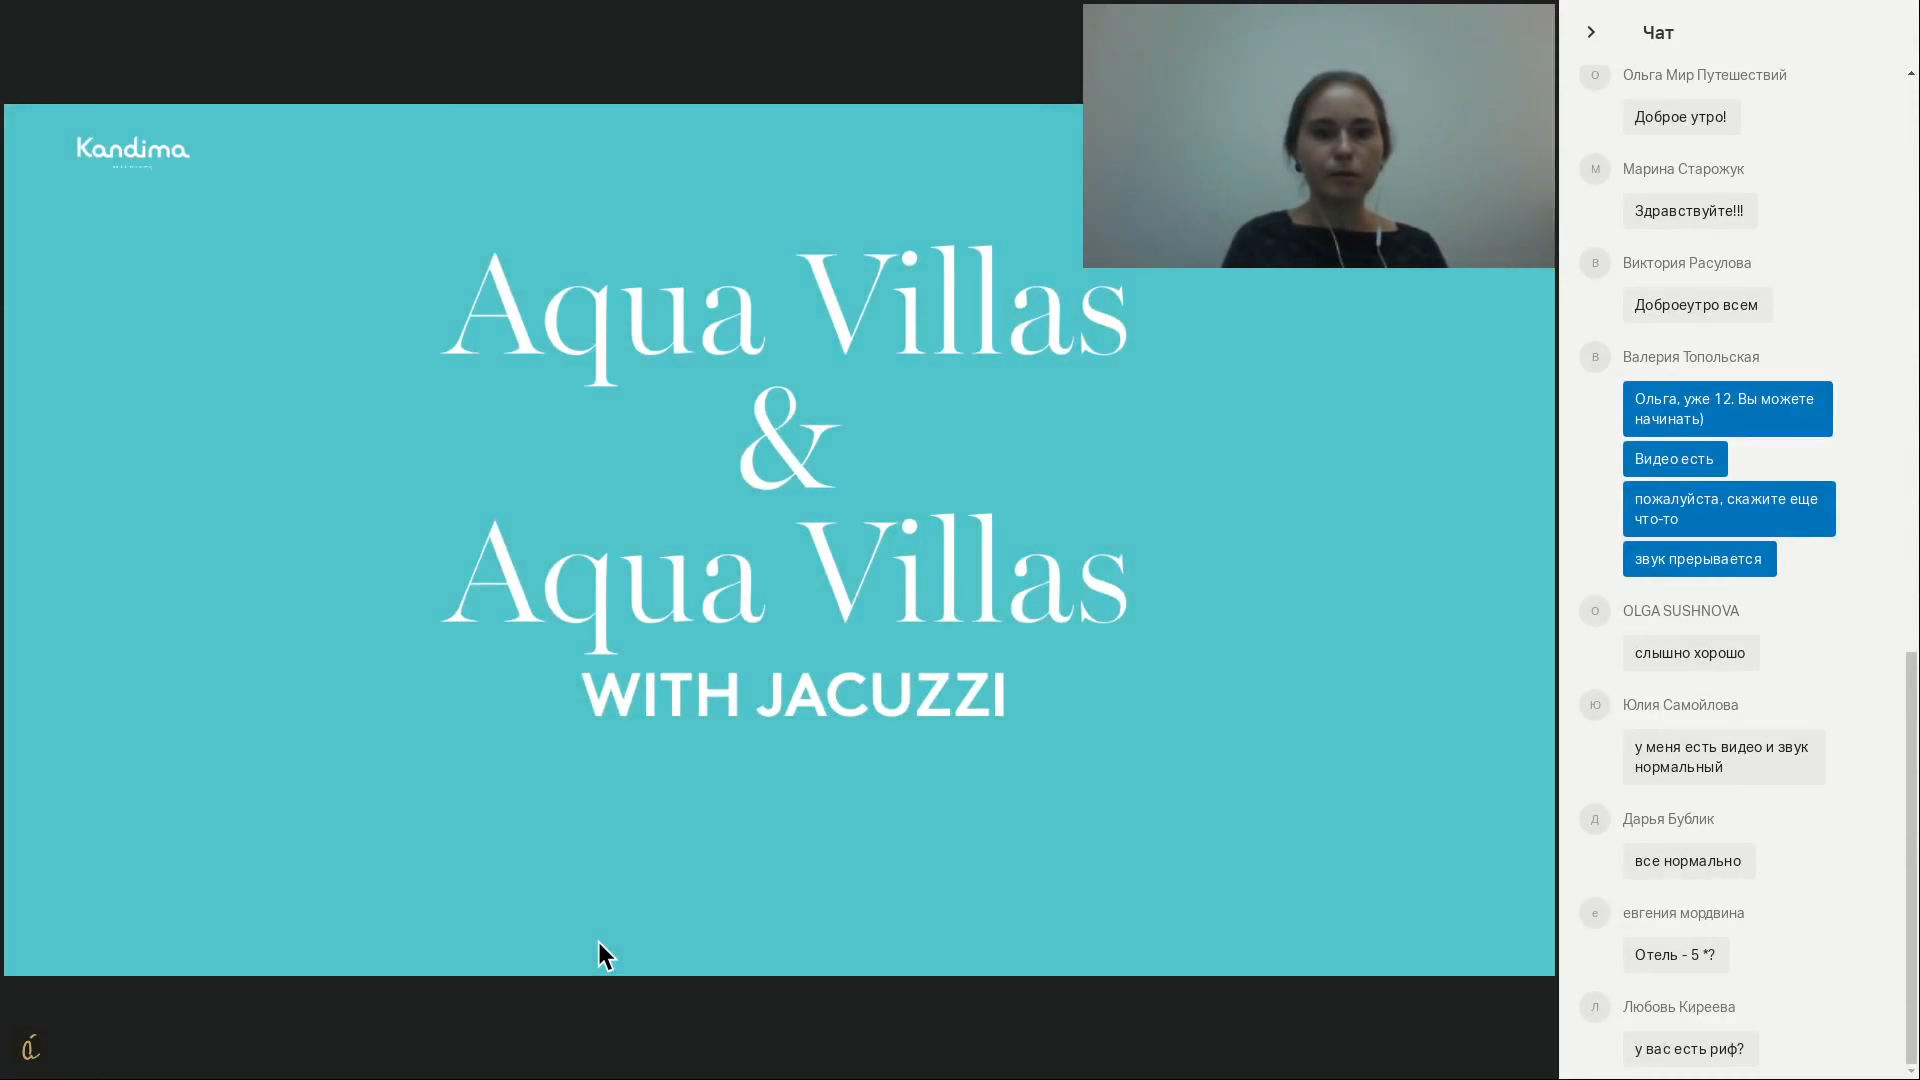 Kandima
Aqua Villas
&
Aqua Villas
WITH JACUZZI
á
Чат
О
Ольга Мир Путешествий
Доброе утро!
М
Марина Старожук
Здравствуйте!!!
В
Виктория Расулова
Доброеутро всем
В
Валерия Топольская
Ольга, уже 12. Вы можете
начинать)
Видео есть
пожалуйста, скажите еще
что-то
звук прерывается
O
OLGA SUSHNOVA
слышно хорошо
Ю
Юлия Самойлова
у меня есть видео и звук
нормальный
Д
Дарья Бублик
все нормально
е
евгения мордвина
Отель - 5 *?
Л
Любовь Киреева
у вас есть риф?